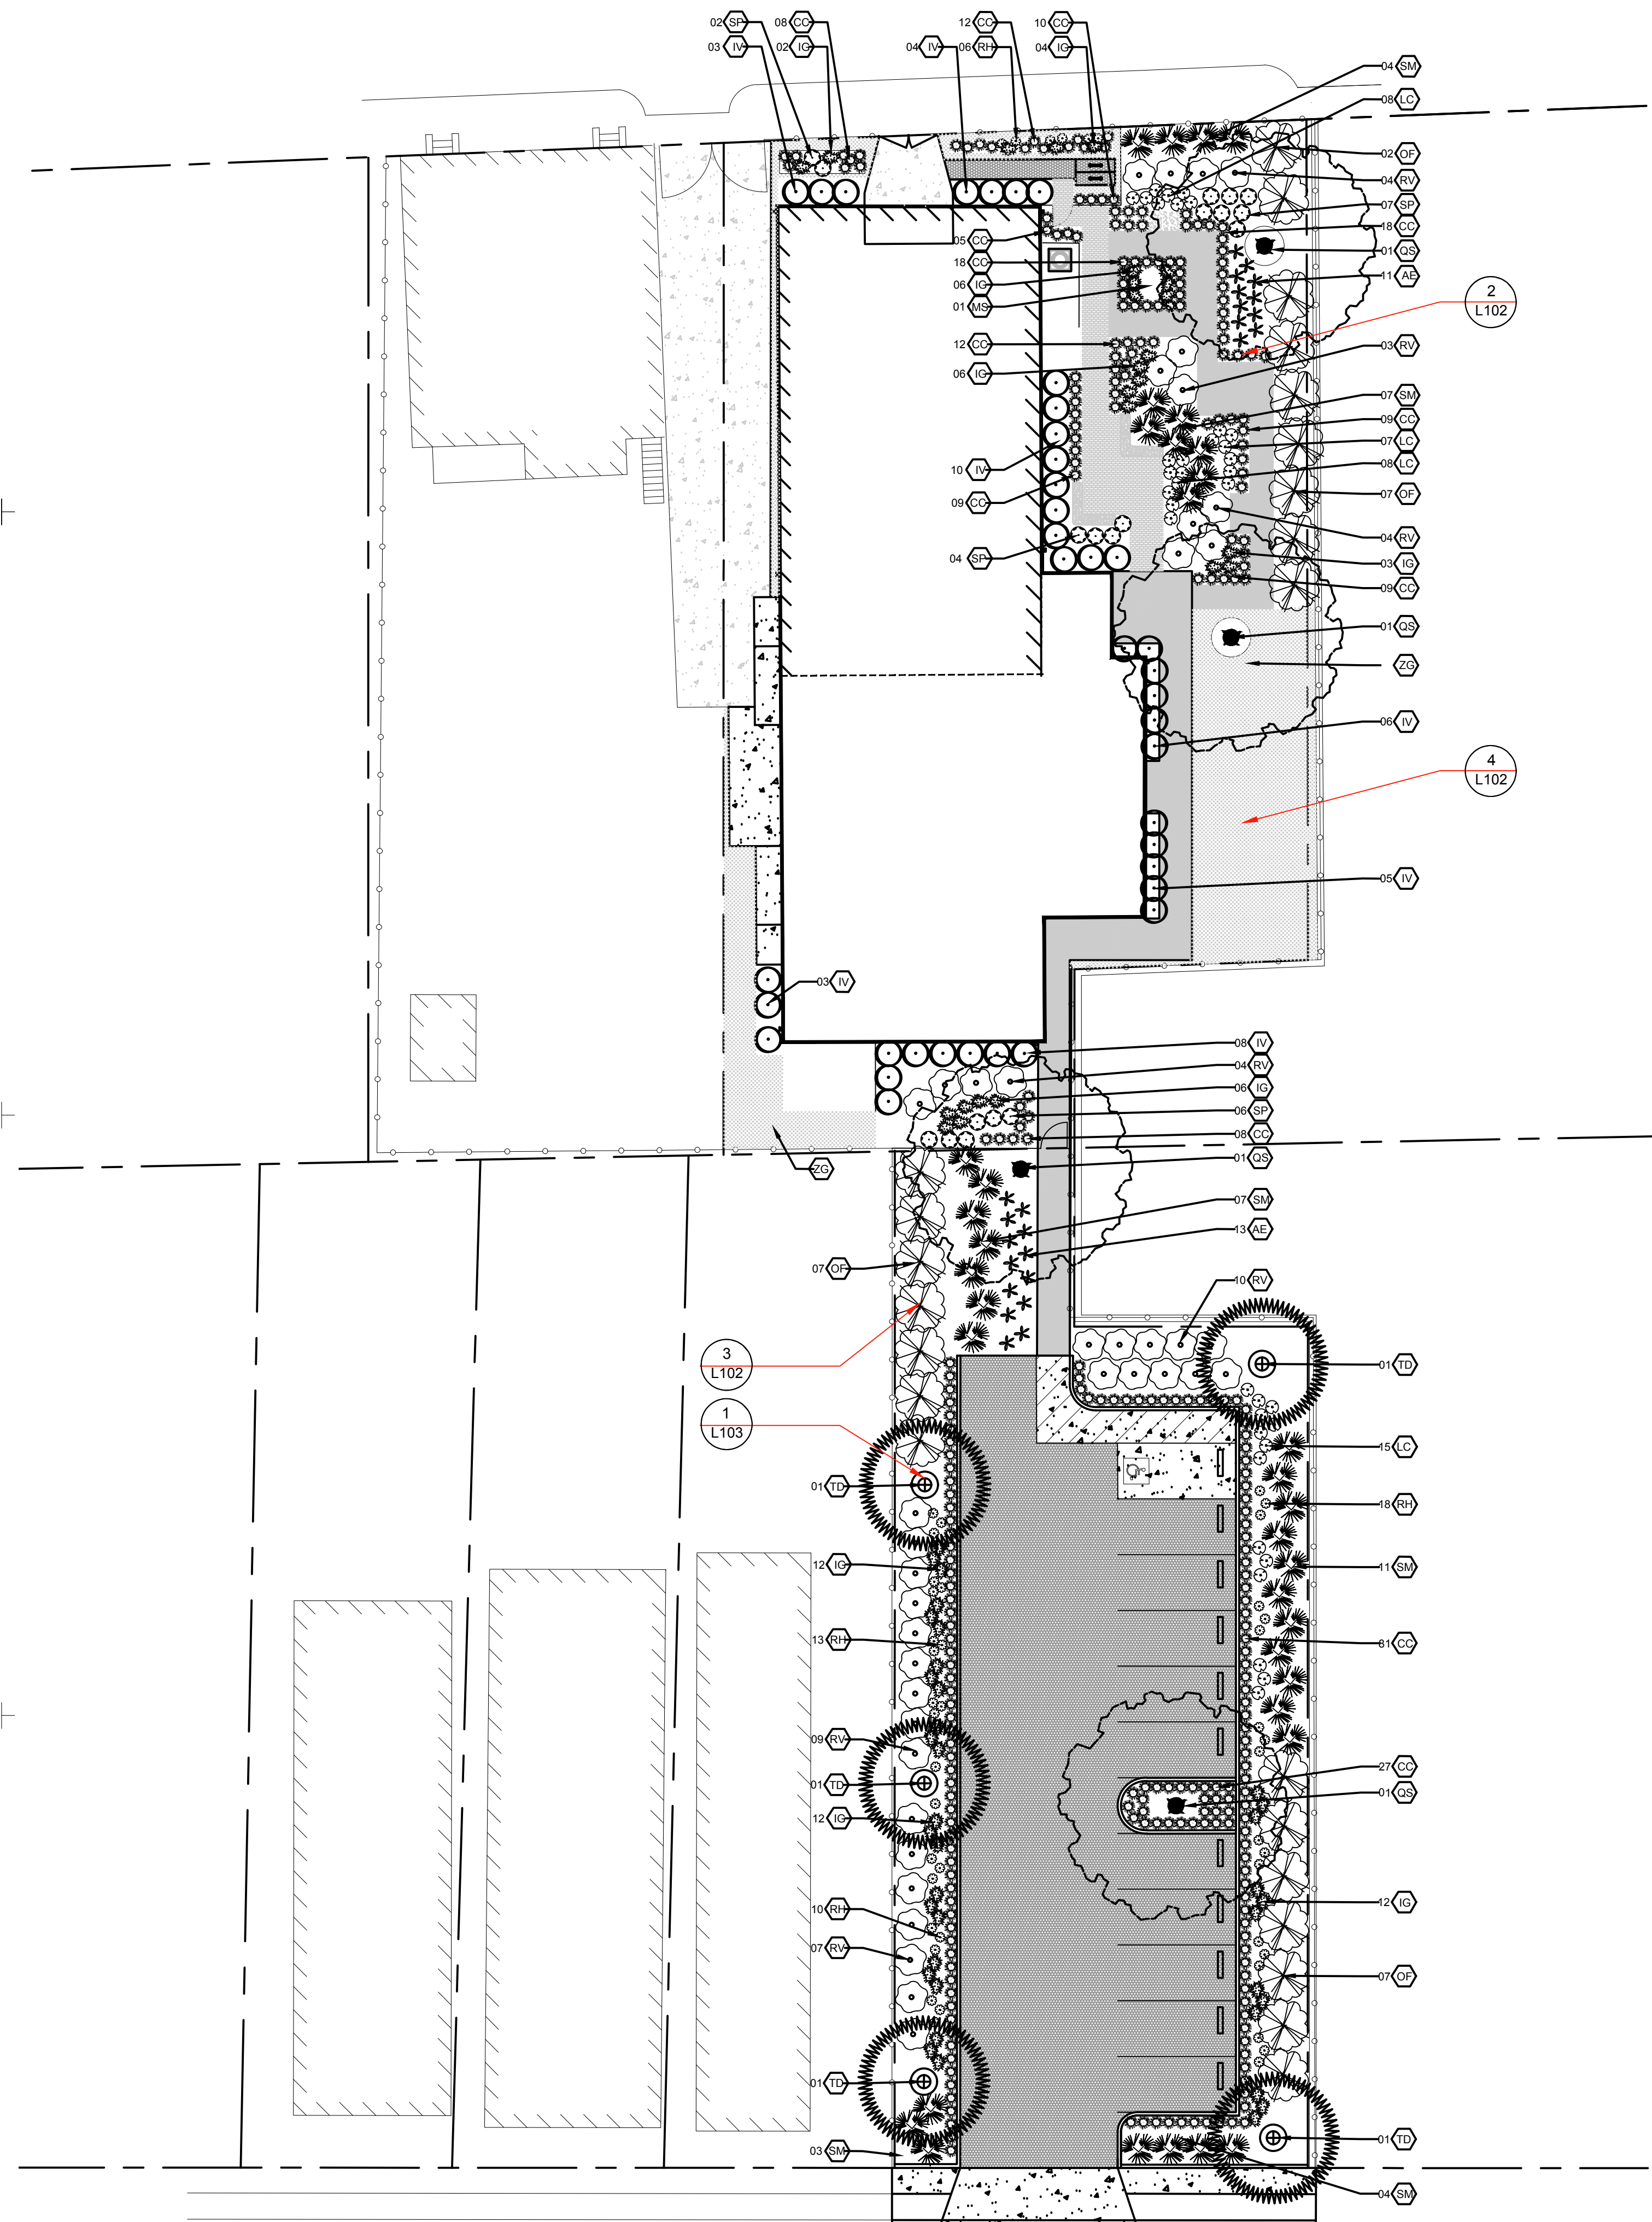 02 SP 08 CC 12 CC 10 CC
03 IV 02 IG 04 IV 06 RH 04 IG
04 SM
08 LC
02 OF
04 RV
07 SP
18 CC
05 CC
01 QS
18 CC
11 AE
06 IG
2
L102
01 MS
12 CC
03 RV
06 IG
07 SM
09 CC
07 LC
10 IV
08 LC
07 OF
09 CC
04 RV
04 SP
03 IG
09 CC
01 QS
ZG
06 IV
4
L102
05 IV
03 IV
08 IV
04 RV
06 IG
06 SP
08 CC
01 QS
ZG
07 SM
13 AE
07 OF
10 RV
3
L102
01 TD
1
L103
15 LC
01 TD
18 RH
12 IG
11 SM
13 RH
81 CC
09 RV
27 CC
01 TD
01 QS
12 IG
12 IG
10 RH
07 RV
07 OF
01 TD
01 TD
03 SM
04 SM